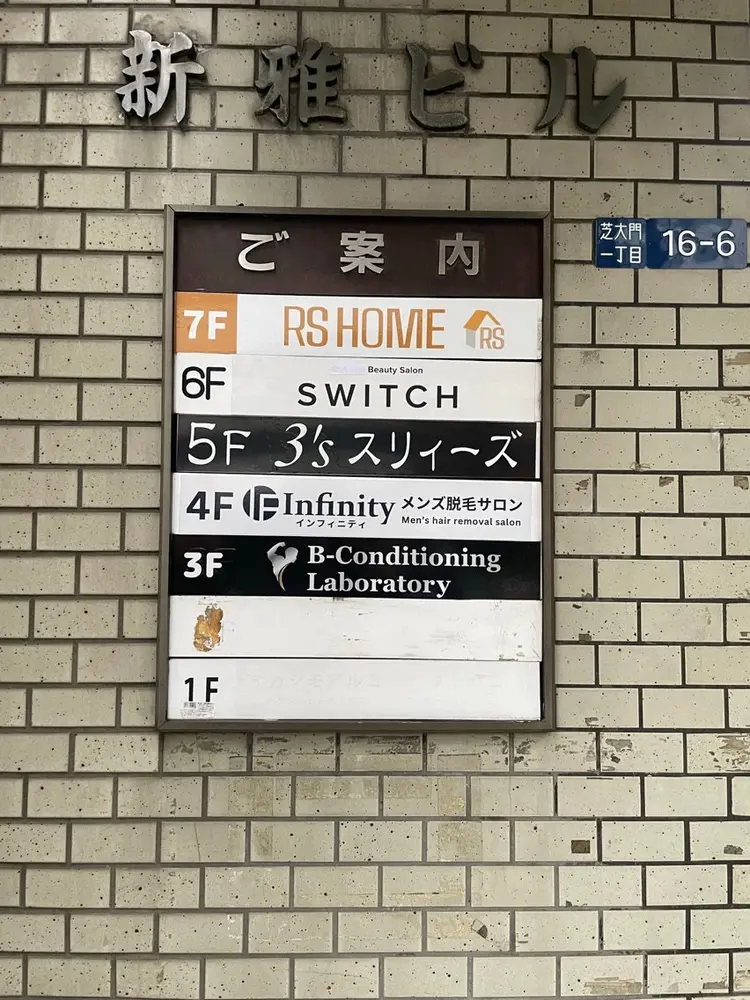 新雅ビル
ご案内
芝大門
一丁目
16-6
7F RS HOME RS
6F Beauty Salon
SWITCH
5F 3's スリィーズ
4F IF Infinity メンズ脱毛サロン
インフィニティ Men's hair removal salon
3F B-Conditioning
Laboratory
1F